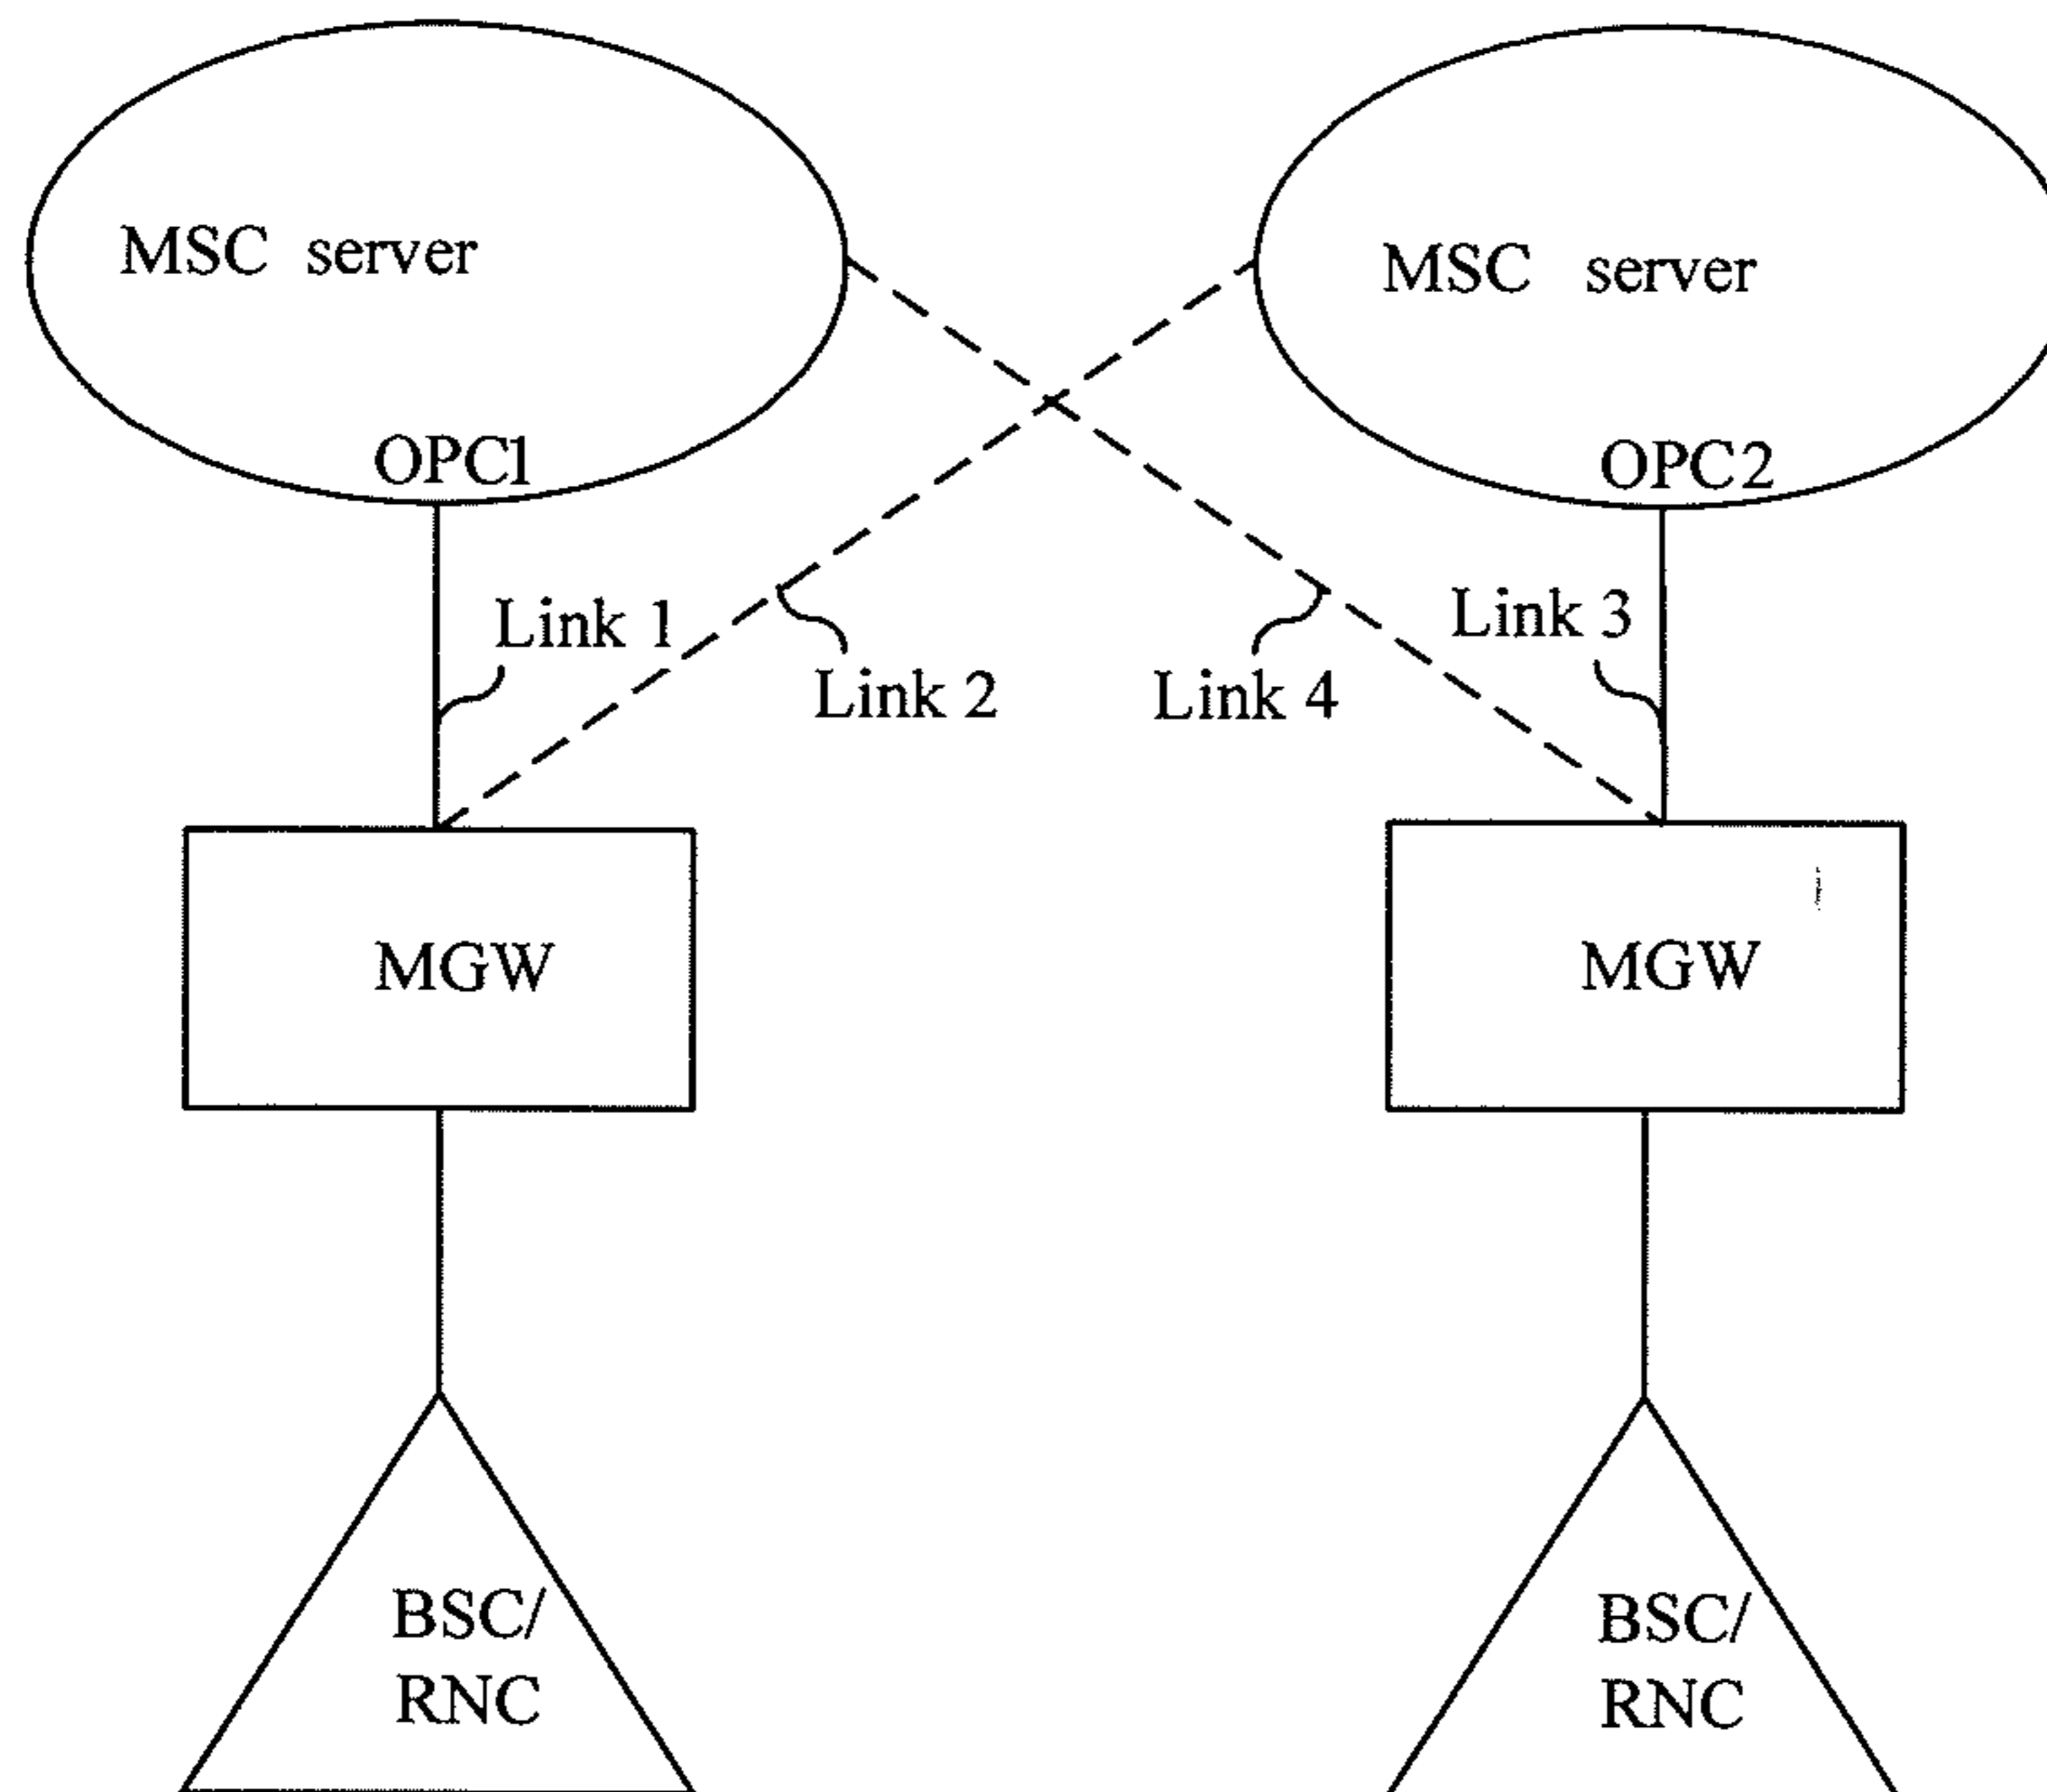 MSC server
MSC server
OPC1
OPC2
Link 1
Link 3
Link 2
Link 4
MGW
MGW
BSC/
RNC
BSC/
RNC